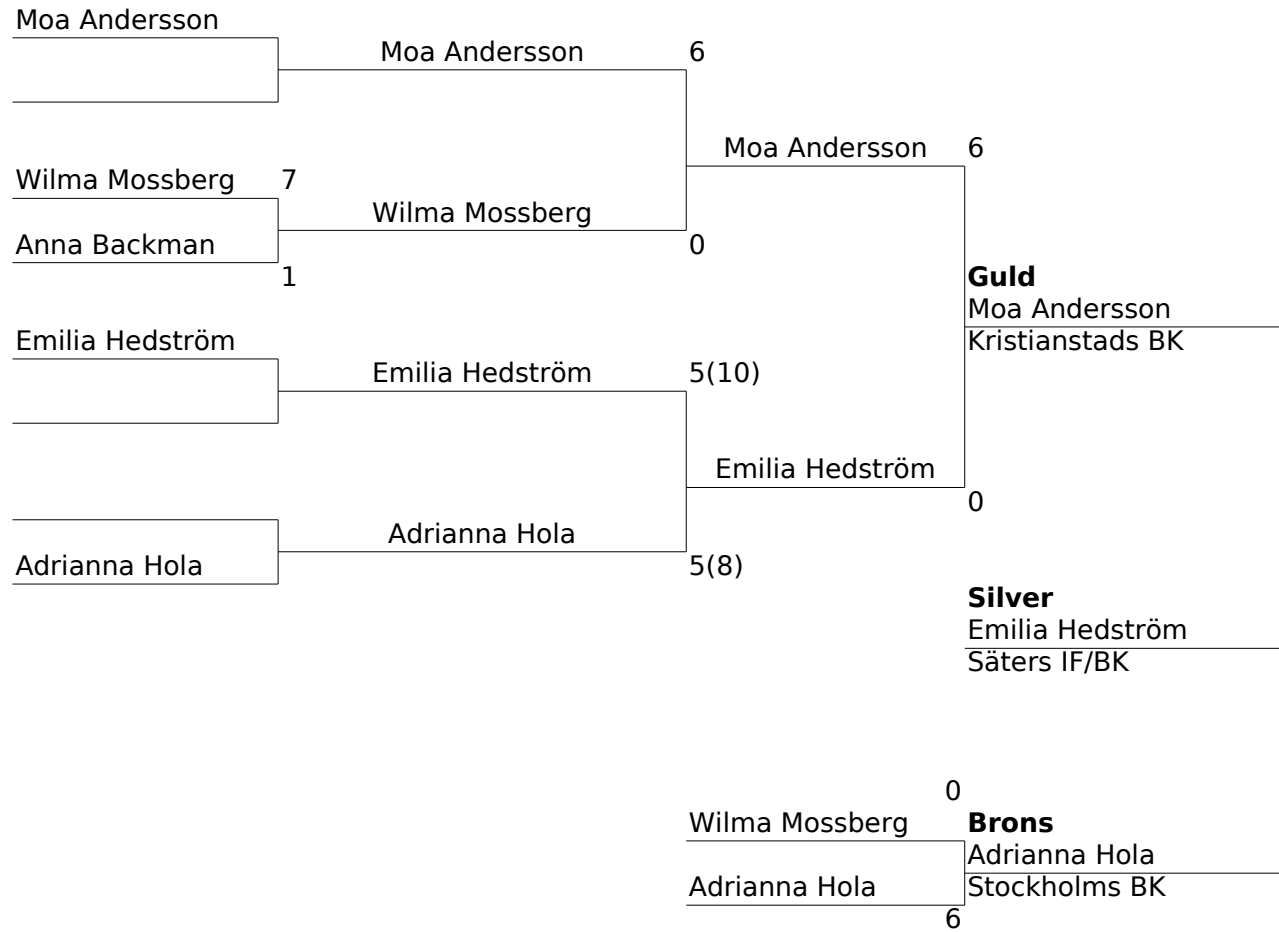 Moa Andersson
Moa Andersson 6
Moa Andersson 6
Wilma Mossberg 7
Wilma Mossberg
Anna Backman 0
1 Guld
Moa Andersson
Emilia Hedström Kristianstads BK
Emilia Hedström 5(10)
Emilia Hedström
0
Adrianna Hola
Adrianna Hola 5(8)
Silver
Emilia Hedström
Säters IF/BK
0
Wilma Mossberg Brons
Adrianna Hola
Adrianna Hola Stockholms BK
6